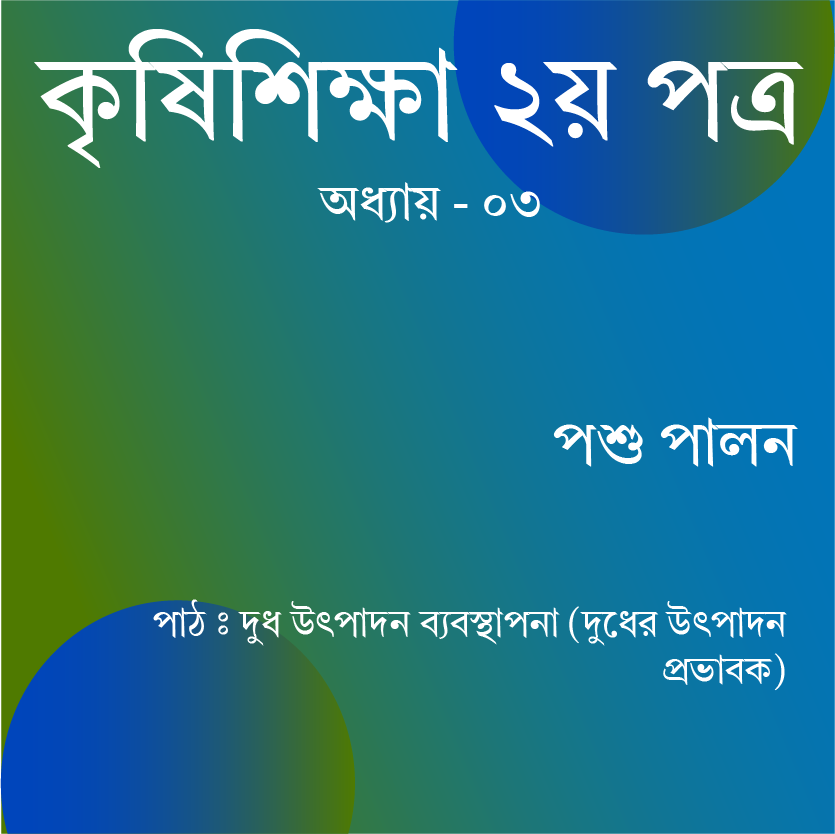 কৃষিশিক্ষা ২য় পত্র
অধ্যায় - ০৩
পশু পালন
পাঠ ঃ দুধ উৎপাদন ব্যবস্থাপনা (দুধের উৎপাদন
প্রভাবক)